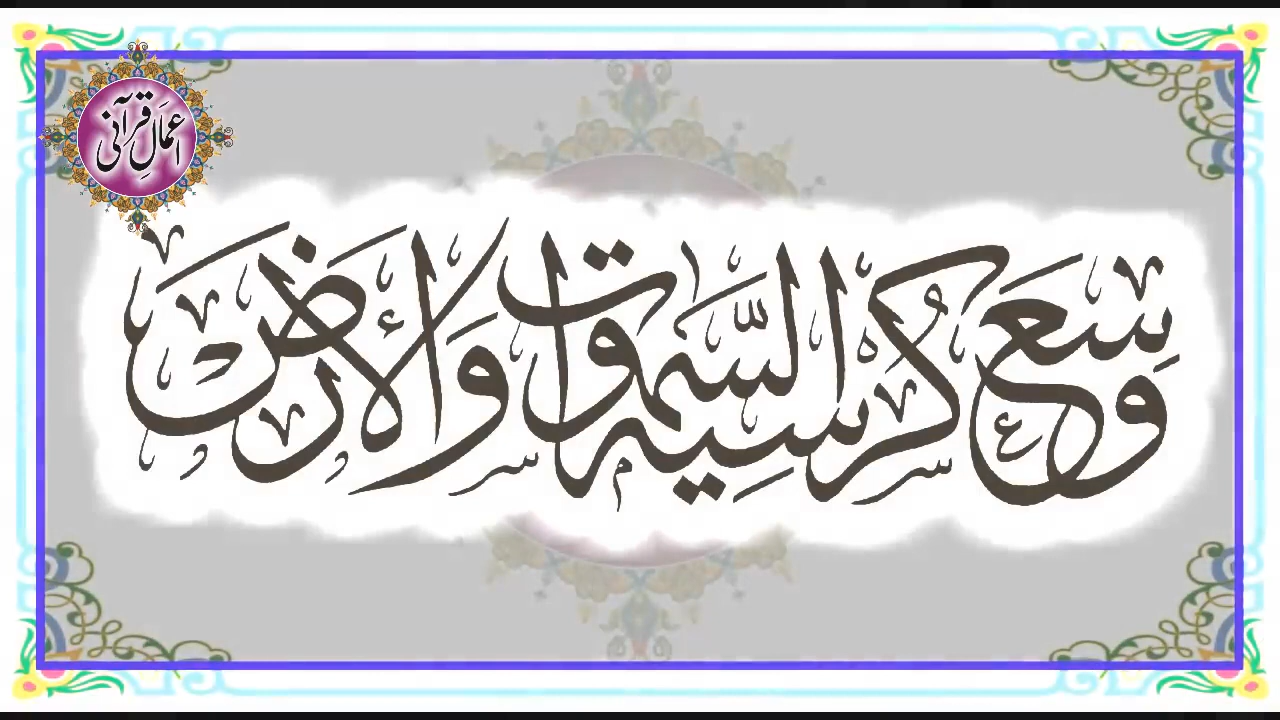 اعمالِ قرآنی
وَسِعَ كُرْسِيُّهُ السَّمٰوٰتِ وَالْأَرْضَ